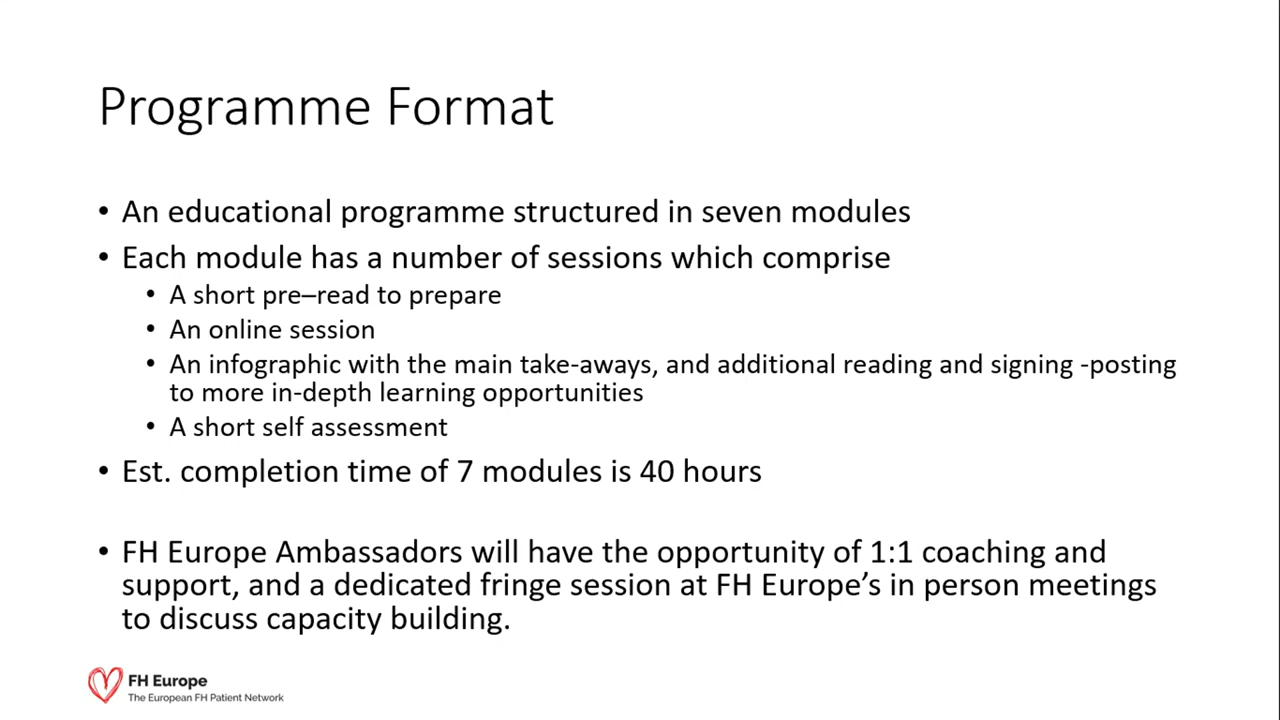 Programme Format
• An educational programme structured in seven modules
• Each module has a number of sessions which comprise
• A short pre–read to prepare
• An online session
• An infographic with the main take-aways, and additional reading and signing -posting
to more in-depth learning opportunities
• A short self assessment
• Est. completion time of 7 modules is 40 hours
• FH Europe Ambassadors will have the opportunity of 1:1 coaching and
support, and a dedicated fringe session at FH Europe’s in person meetings
to discuss capacity building.
FH Europe
The European FH Patient Network